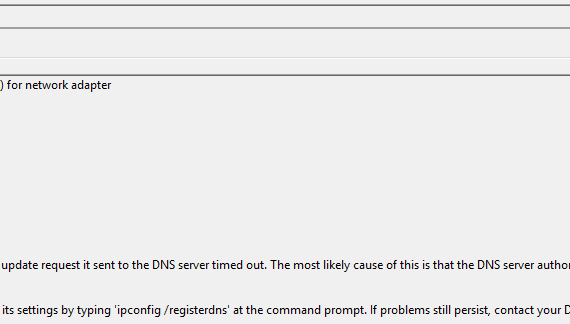 ) for network adapter
update request it sent to the DNS server timed out. The most likely cause of this is that the DNS server
its settings by typing 'ipconfig /registerdns' at the command prompt. If problems still persist, contact your